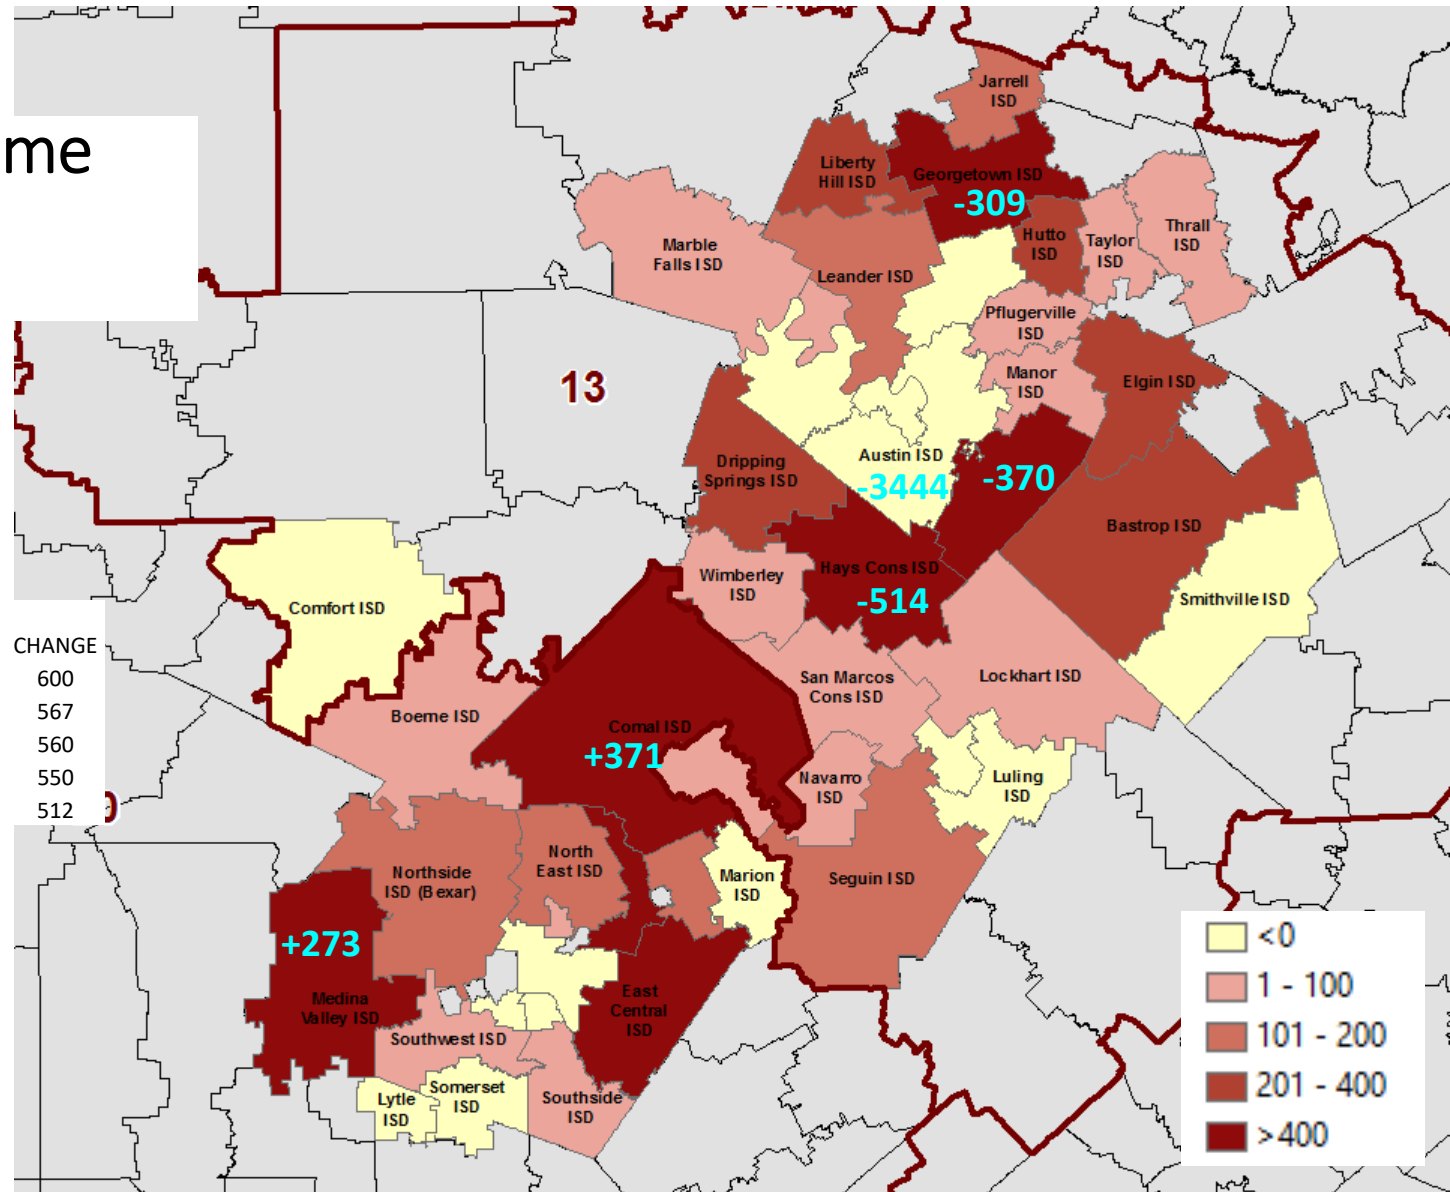 me
Jarrell
ISD
Liberty
Hill ISD
Georgetown ISD
-309
Marble
Falls ISD
Leander ISD
Hutto
ISD
Taylor
ISD
Thrall
ISD
Pflugerville
ISD
Manor
ISD
Elgin ISD
13
Dripping
Springs ISD
Austin ISD
-3444
-370
Bastrop ISD
Hays Cons ISD
-514
Wimberley
ISD
Smithville ISD
Comfort ISD
CHANGE
600
567
560
550
512
Boerne ISD
Comal ISD
+371
San Marcos
Cons ISD
Lockhart ISD
Navarro
ISD
Luling
ISD
Northside
ISD (Bexar)
North
East ISD
Marion
ISD
Seguin ISD
+273
Medina
Valley ISD
East
Central
ISD
Southwest ISD
Lytle
ISD
Somerset
ISD
Southside
ISD
<0
1 - 100
101 - 200
201 - 400
>400